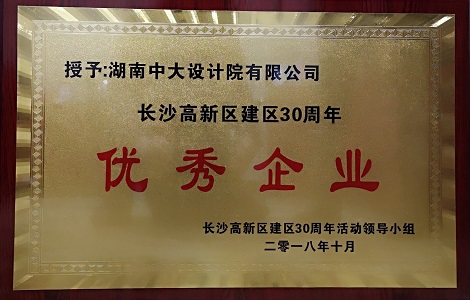 授予:湖南中大设计院有限公司
长沙高新区建区30周年
优秀企业
长沙高新区建区30周年活动领导小组
二零一八年十月